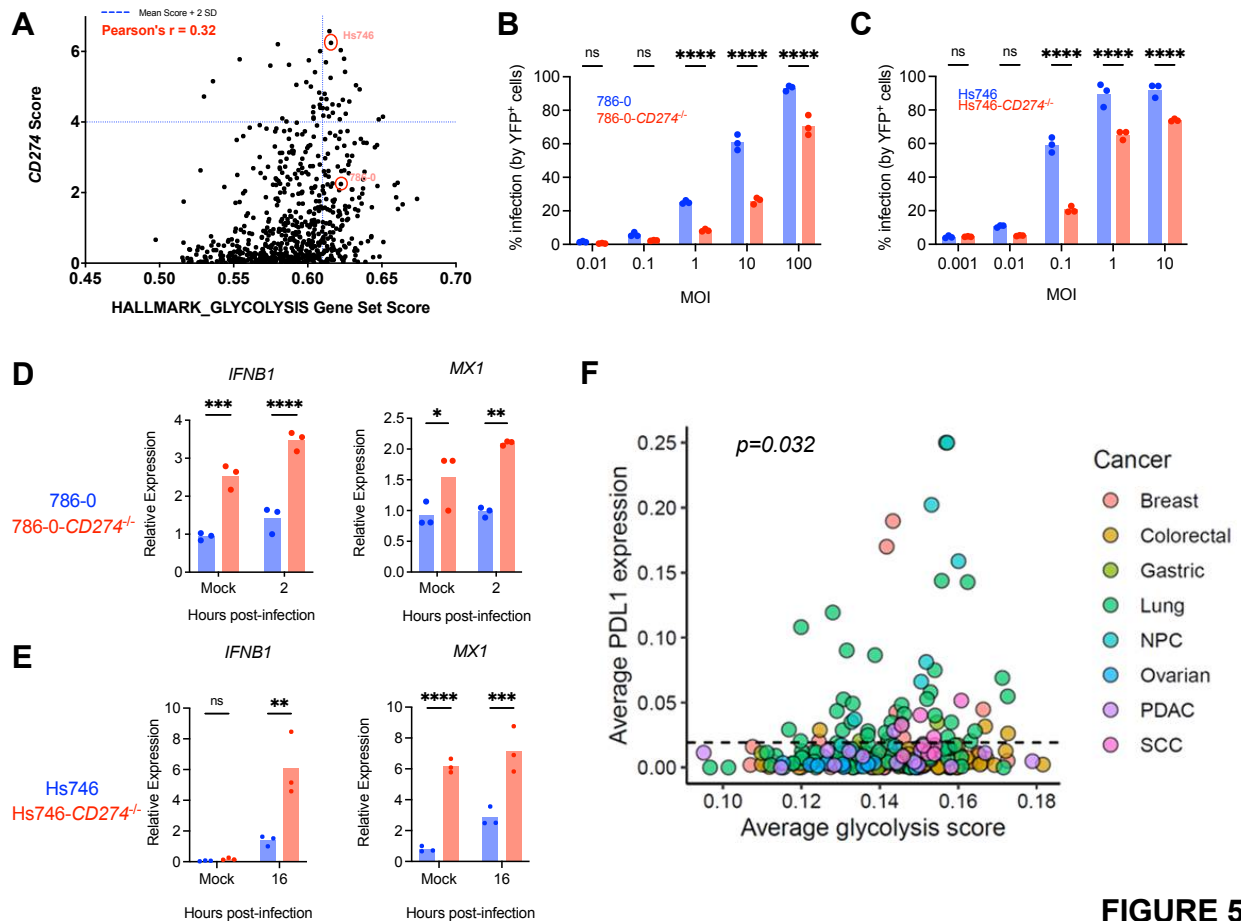 A
Mean Score + 2 SD
Pearson's r = 0.32
Hs746
786-0
CD274 Score
6
4
2
0
0.45 0.50 0.55 0.60 0.65 0.70
HALLMARK_GLYCOLYSIS Gene Set Score
B
ns ns **** **** ****
786-0
786-0-CD274-/-
% infection (by YFP+ cells)
100
80
60
40
20
0
0.01 0.1 1 10 100
MOI
C
ns ns **** **** ****
Hs746
Hs746-CD274-/-
% infection (by YFP+ cells)
100
80
60
40
20
0
0.001 0.01 0.1 1 10
MOI
D
786-0
786-0-CD274-/-
IFNB1
*** ****
Relative Expression
4
3
2
1
0
Mock 2
Hours post-infection
MX1
* **
Relative Expression
2.5
2.0
1.5
1.0
0.5
0.0
Mock 2
Hours post-infection
E
Hs746
Hs746-CD274-/-
IFNB1
ns **
Relative Expression
10
8
6
4
2
0
Mock 16
Hours post-infection
MX1
**** ***
Relative Expression
10
8
6
4
2
0
Mock 16
Hours post-infection
F
p=0.032
Average PDL1 expression
0.25
0.20
0.15
0.10
0.05
0.00
0.10 0.12 0.14 0.16 0.18
Average glycolysis score
Cancer
Breast
Colorectal
Gastric
Lung
NPC
Ovarian
PDAC
SCC
FIGURE 5